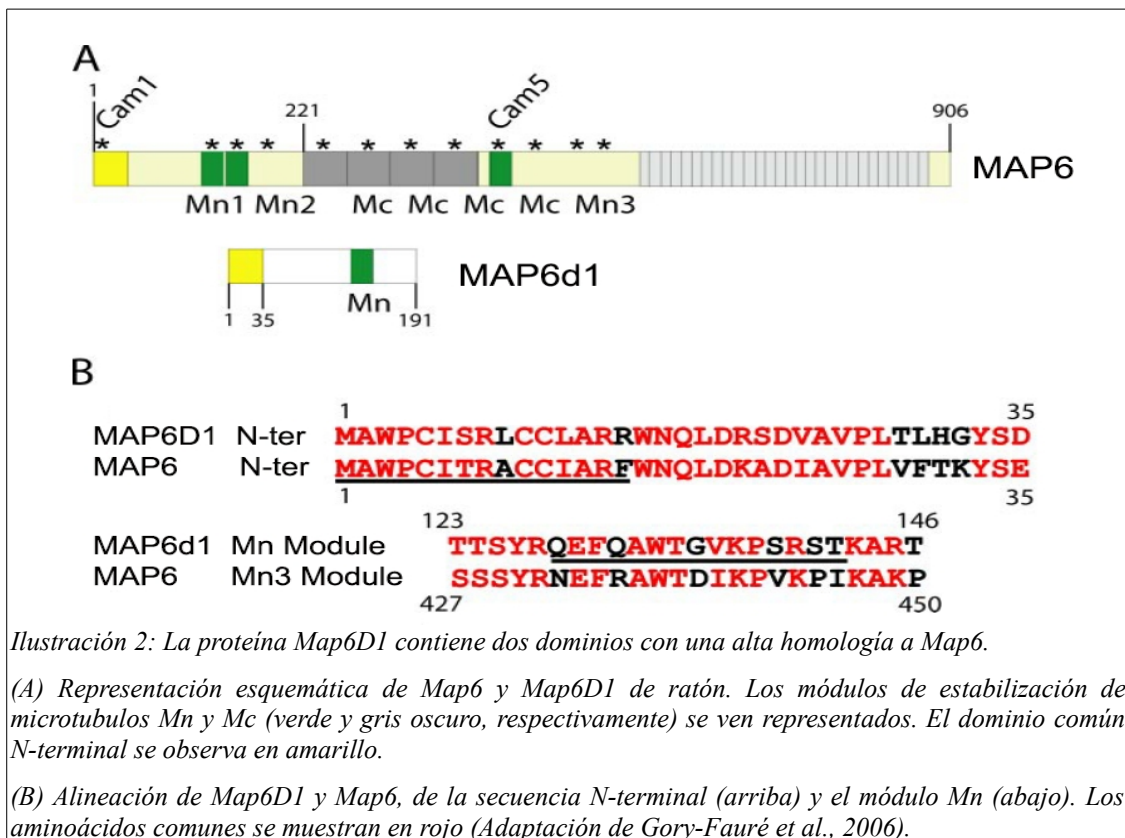 A
1
Cam1
221
Cam5
906
* * * * * * * * * * * *
MAP6
Mn1 Mn2 Mc Mc Mc Mc Mn3
MAP6d1
Mn
1 35 191
B
1 35
MAP6D1 N-ter MAWPCISRLCCLARRWNQLDRSDVAVPLTLHGYSD
MAP6 N-ter MAWPCITRACCIARFWNQLDKADIAVPLVFTKYSE
1 35
123 146
MAP6d1 Mn Module TTSYRQEFQAWTGVKPSRSTKART
MAP6 Mn3 Module SSSYRNEFRAWTDIKPVKPIKAKP
427 450
Ilustración 2: La proteína Map6D1 contiene dos dominios con una alta homología a Map6.
(A) Representación esquemática de Map6 y Map6D1 de ratón. Los módulos de estabilización de
microtubulos Mn y Mc (verde y gris oscuro, respectivamente) se ven representados. El dominio común
N-terminal se observa en amarillo.
(B) Alineación de Map6D1 y Map6, de la secuencia N-terminal (arriba) y el módulo Mn (abajo). Los
aminoácidos comunes se muestran en rojo (Adaptación de Gory-Fauré et al., 2006).